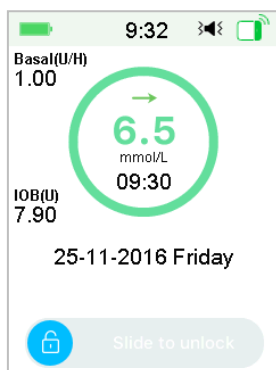 9:32
Basal(U/H)
1.00
6.5
mmol/L
09:30
IOB(U)
7.90
25-11-2016 Friday
Slide to unlock